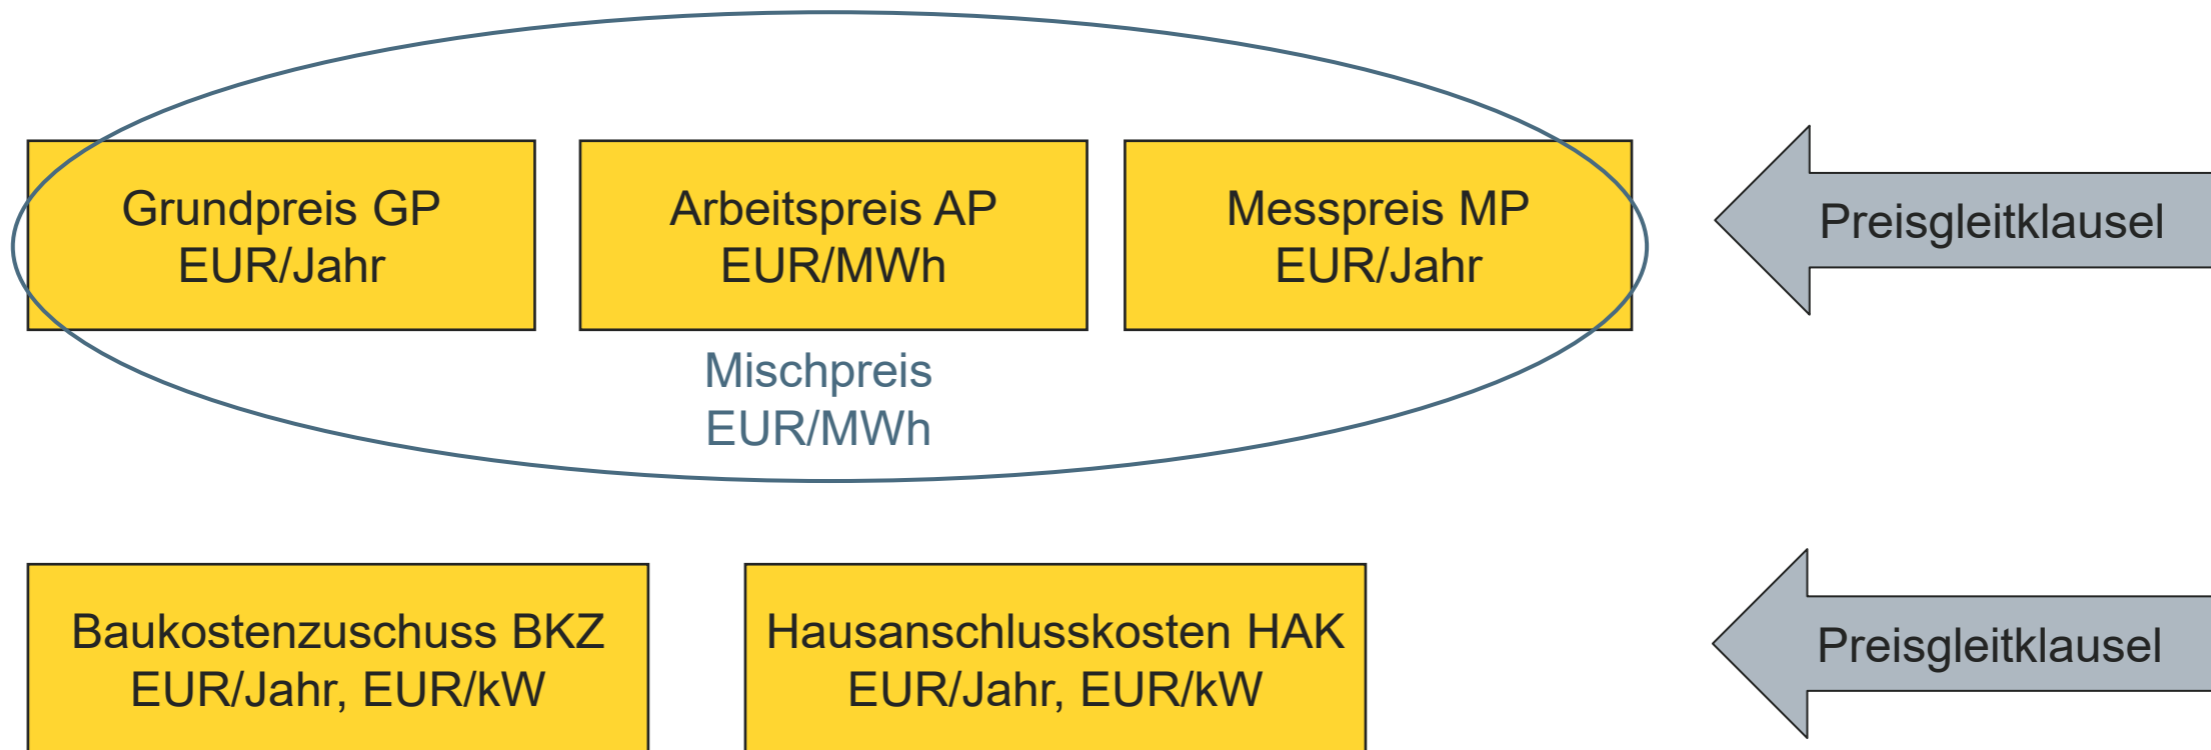 Grundpreis GP
EUR/Jahr
Arbeitspreis AP
EUR/MWh
Messpreis MP
EUR/Jahr
Preisgleitklausel
Mischpreis
EUR/MWh
Baukostenzuschuss BKZ
EUR/Jahr, EUR/kW
Hausanschlusskosten HAK
EUR/Jahr, EUR/kW
Preisgleitklausel